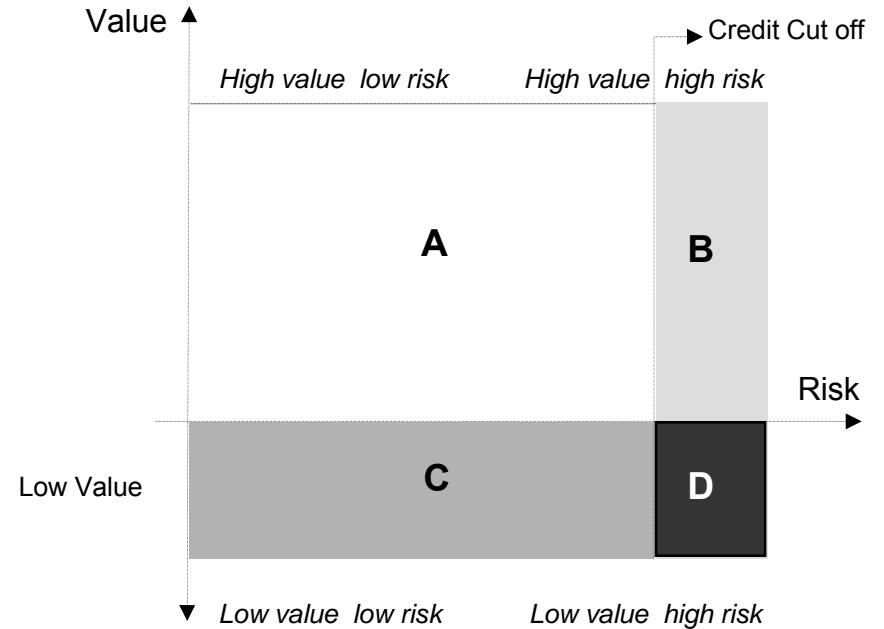 Value
Credit Cut off
High value low risk
High value high risk
A
B
Risk
Low Value
C
D
Low value low risk
Low value high risk